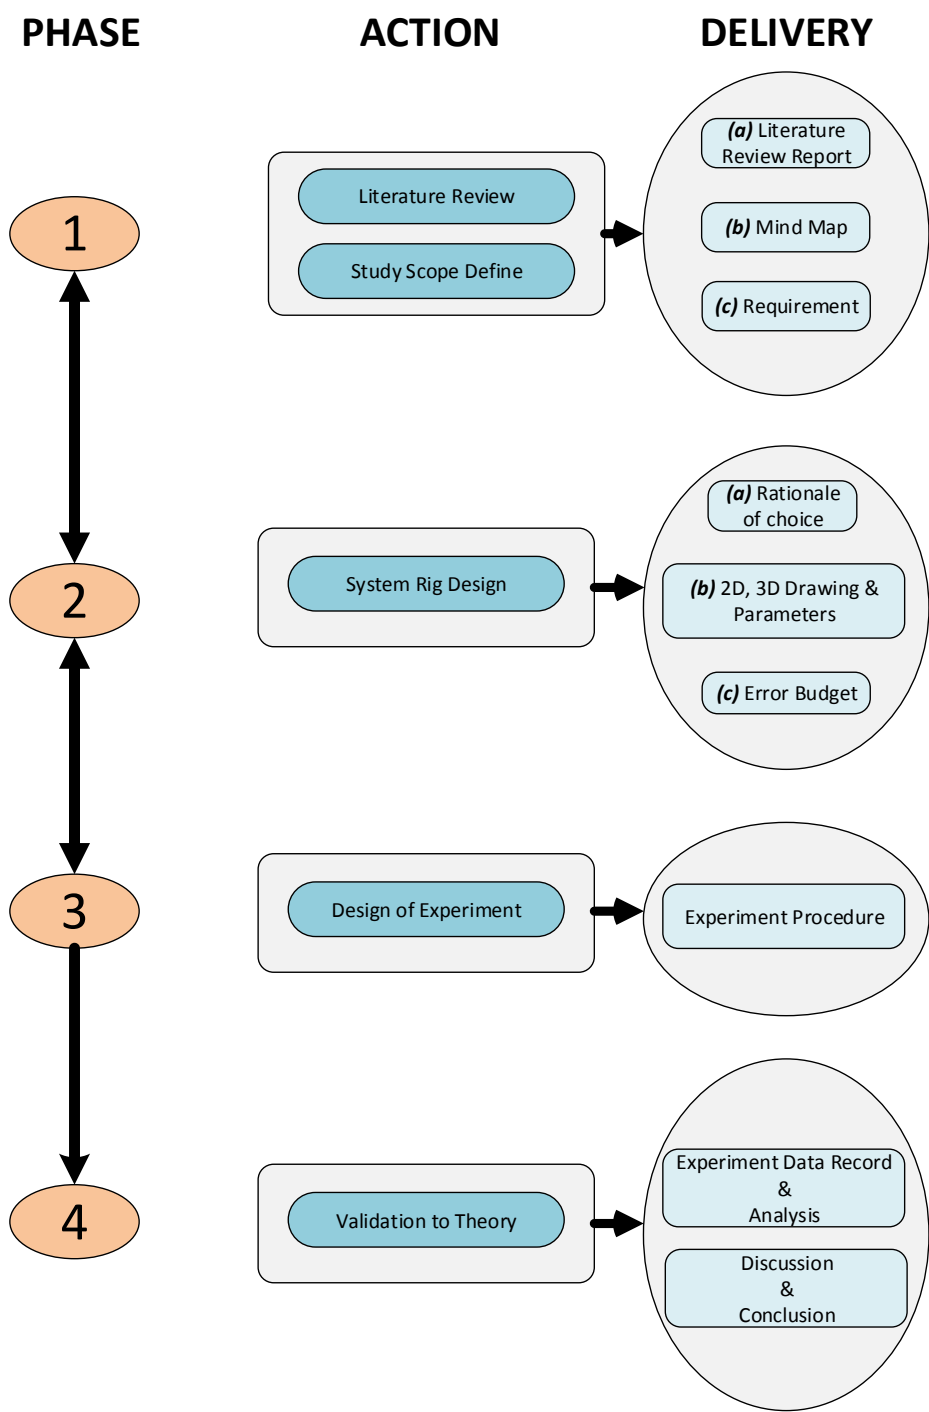 PHASE
ACTION
DELIVERY
1
Literature Review
Study Scope Define
(a) Literature
Review Report
(b) Mind Map
(c) Requirement
2
System Rig Design
(a) Rationale
of choice
(b) 2D, 3D Drawing &
Parameters
(c) Error Budget
3
Design of Experiment
Experiment Procedure
4
Validation to Theory
Experiment Data Record
&
Analysis
Discussion
&
Conclusion